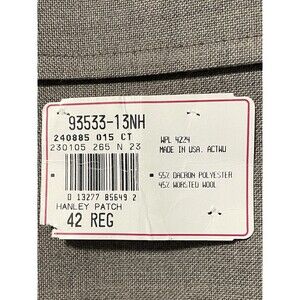 93533-13NH
240885 015 CT
230105 265 N 23
WPL 4224
MADE IN USA, ACTWU
55% DACRON POLYESTER
45% WORSTED WOOL
0 13277 85649 2
HANLEY PATCH
42 REG